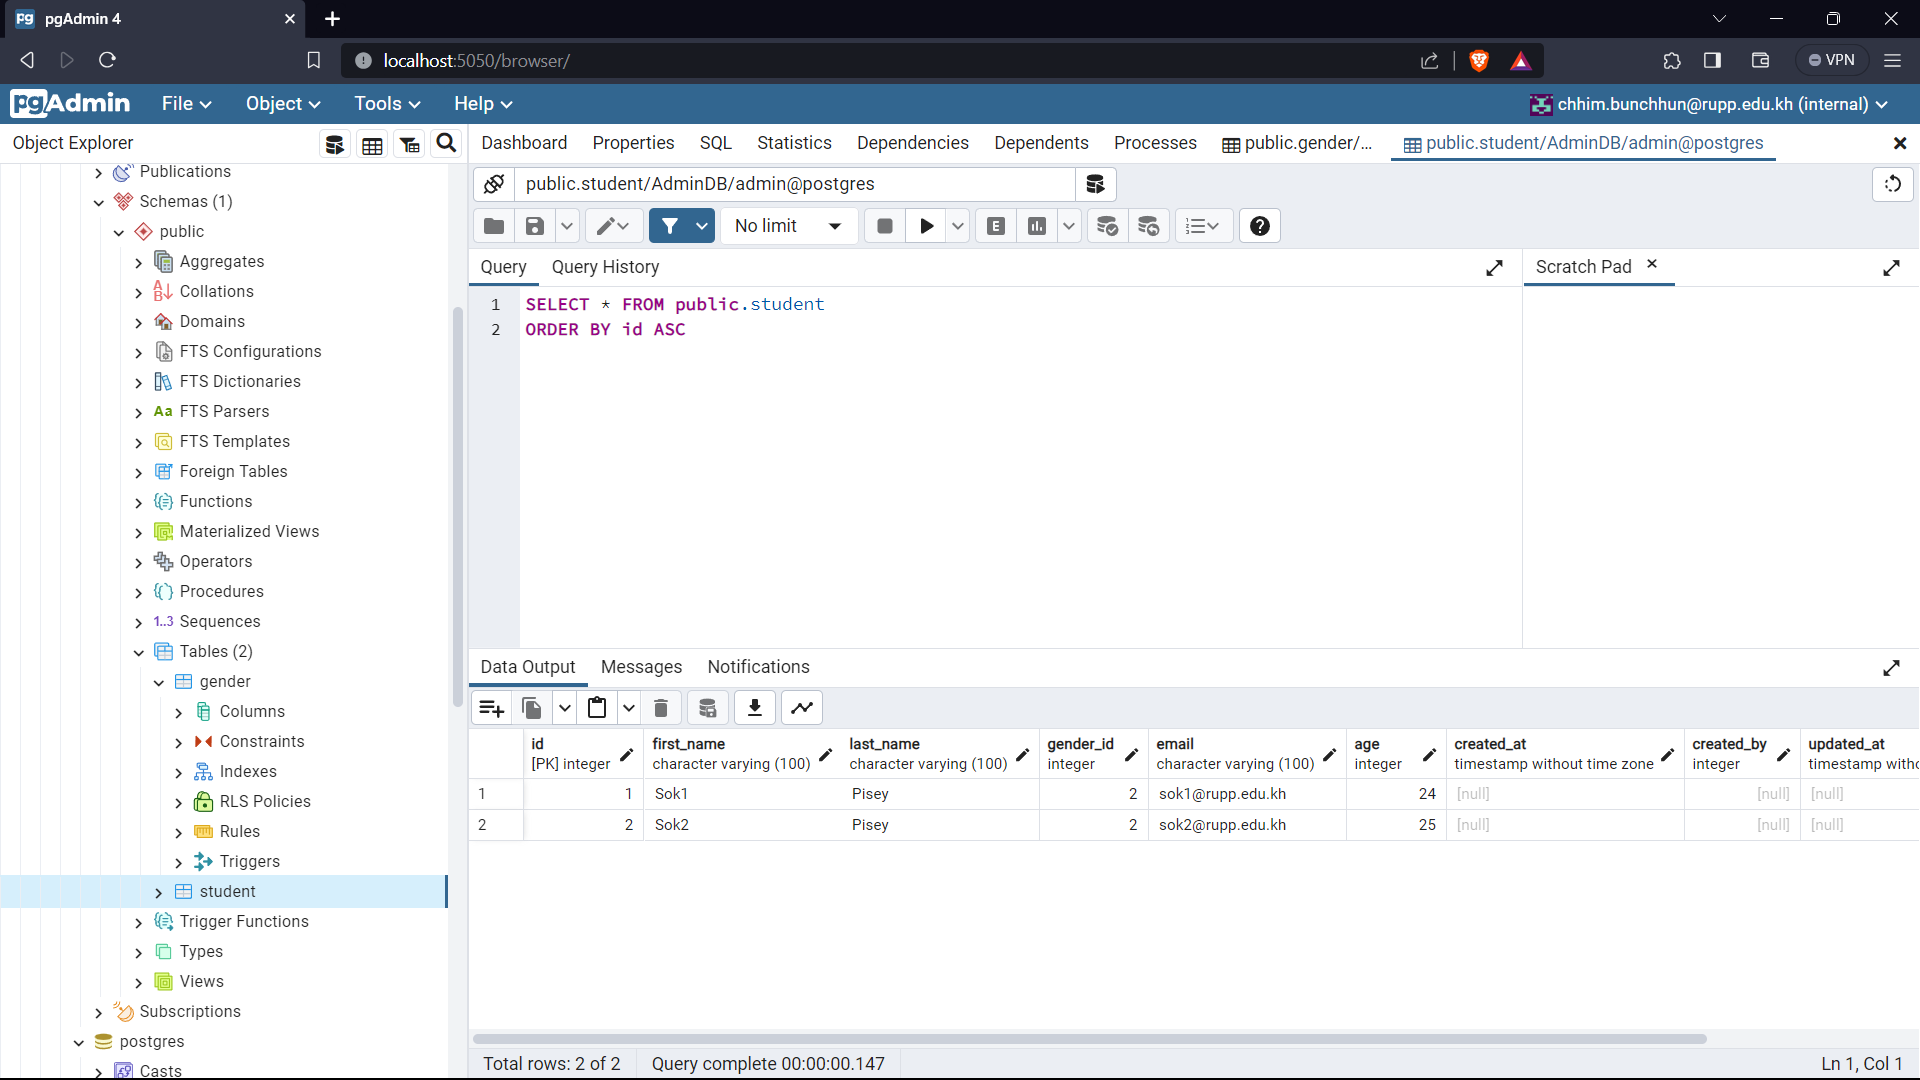 pgAdmin 4
localhost:5050/browser/
VPN
pgAdmin File Object Tools Help chhim.bunchhun@rupp.edu.kh (internal)
Object Explorer
Dashboard Properties SQL Statistics Dependencies Dependents Processes public.gender/... public.student/AdminDB/admin@postgres
Publications
Schemas (1)
public
Aggregates
Collations
Domains
FTS Configurations
FTS Dictionaries
Aa FTS Parsers
FTS Templates
Foreign Tables
Functions
Materialized Views
Operators
Procedures
1..3 Sequences
Tables (2)
gender
Columns
Constraints
Indexes
RLS Policies
Rules
Triggers
student
Trigger Functions
Types
Views
Subscriptions
postgres
Casts
public.student/AdminDB/admin@postgres
No limit E
Query Query History Scratch Pad
1 SELECT * FROM public.student
2 ORDER BY id ASC
Data Output Messages Notifications
id first_name last_name gender_id email age created_at created_by updated_at
[PK] integer character varying (100) character varying (100) integer character varying (100) integer timestamp without time zone integer timestamp witho
1 1 Sok1 Pisey 2 sok1@rupp.edu.kh 24 [null] [null] [null]
2 2 Sok2 Pisey 2 sok2@rupp.edu.kh 25 [null] [null] [null]
Total rows: 2 of 2 Query complete 00:00:00.147 Ln 1, Col 1